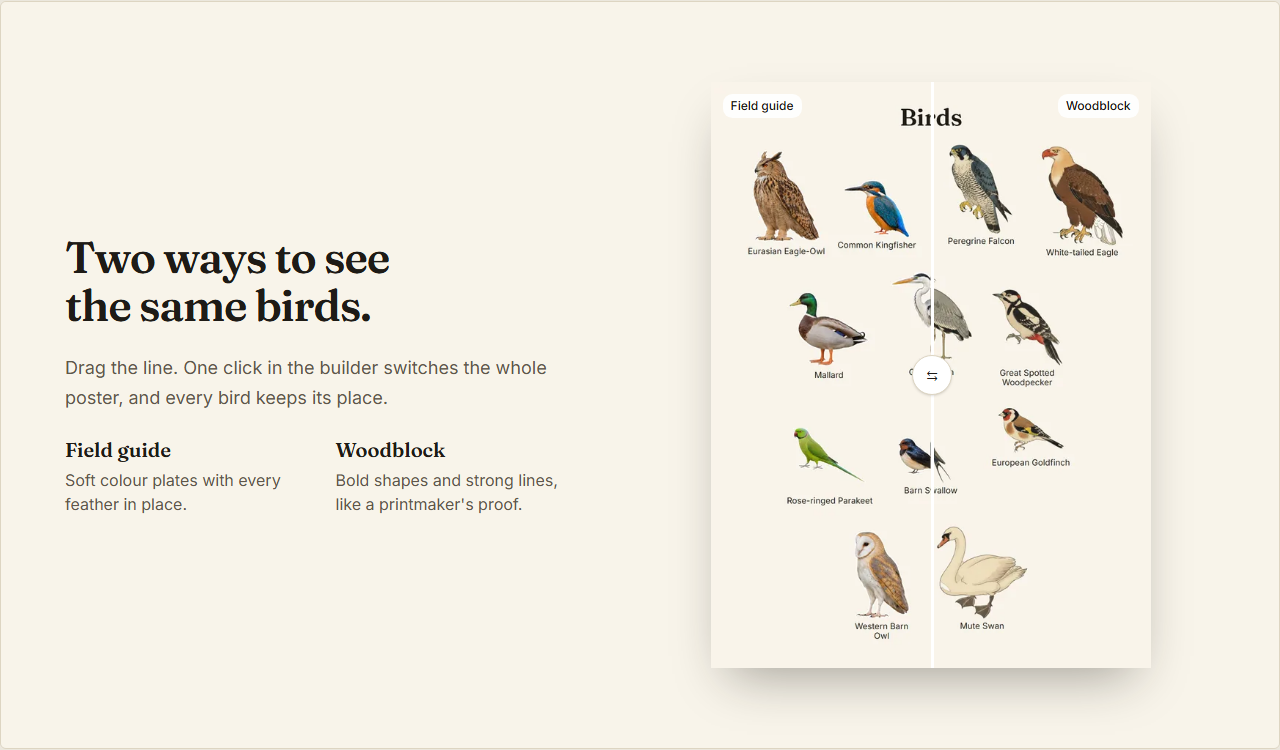 Two ways to see
the same birds.
Drag the line. One click in the builder switches the whole
poster, and every bird keeps its place.
Field guide
Soft colour plates with every
feather in place.
Woodblock
Bold shapes and strong lines,
like a printmaker's proof.
Field guide
Woodblock
Birds
Eurasian Eagle-Owl
Common Kingfisher
Peregrine Falcon
White-tailed Eagle
Mallard
Great Spotted
Woodpecker
European Goldfinch
Rose-ringed Parakeet
Barn Swallow
Western Barn
Owl
Mute Swan